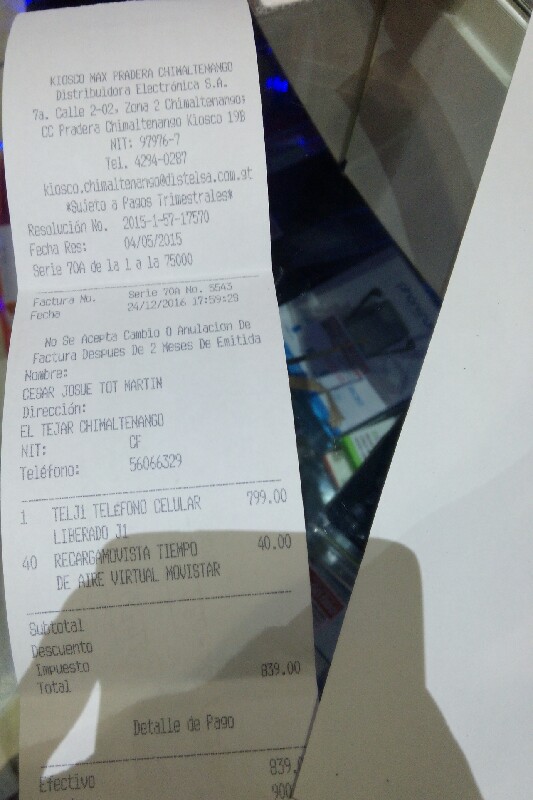 KIOSCO MAX PRADERA CHIMALTENANGO
Distribuidora Electrónica S.A.
7a. Calle 2-02, Zona 2 Chimaltenango
CC Pradera Chimaltenango Kiosco 19B
NIT: 97976-7
Tel. 4294-0287
kiosco.chimaltenango@distelsa.com.gt
*Sujeto a Pagos Trimestrales*
Resolución No. 2015-1-57-17570
Fecha Res: 04/05/2015
Serie 70A de la 1 a la 75000
Factura No. Serie 70A No. 5543
Fecha 24/12/2016 17:59:29
No Se Acepta Cambio O Anulacion De
Factura Despues De 2 Meses De Emitida
Nombre:
CESAR JOSUE TOT MARTIN
Dirección:
EL TEJAR CHIMALTENANGO
NIT: CF
Teléfono: 56066329
1 TELJ1 TELEFONO CELULAR 799.00
LIBERADO J1
40 RECARGAMOVISTA TIEMPO 40.00
DE AIRE VIRTUAL MOVISTAR
Subtotal
Descuento
Impuesto 839.00
Total
Detalle de Pago
Efectivo 839.
900